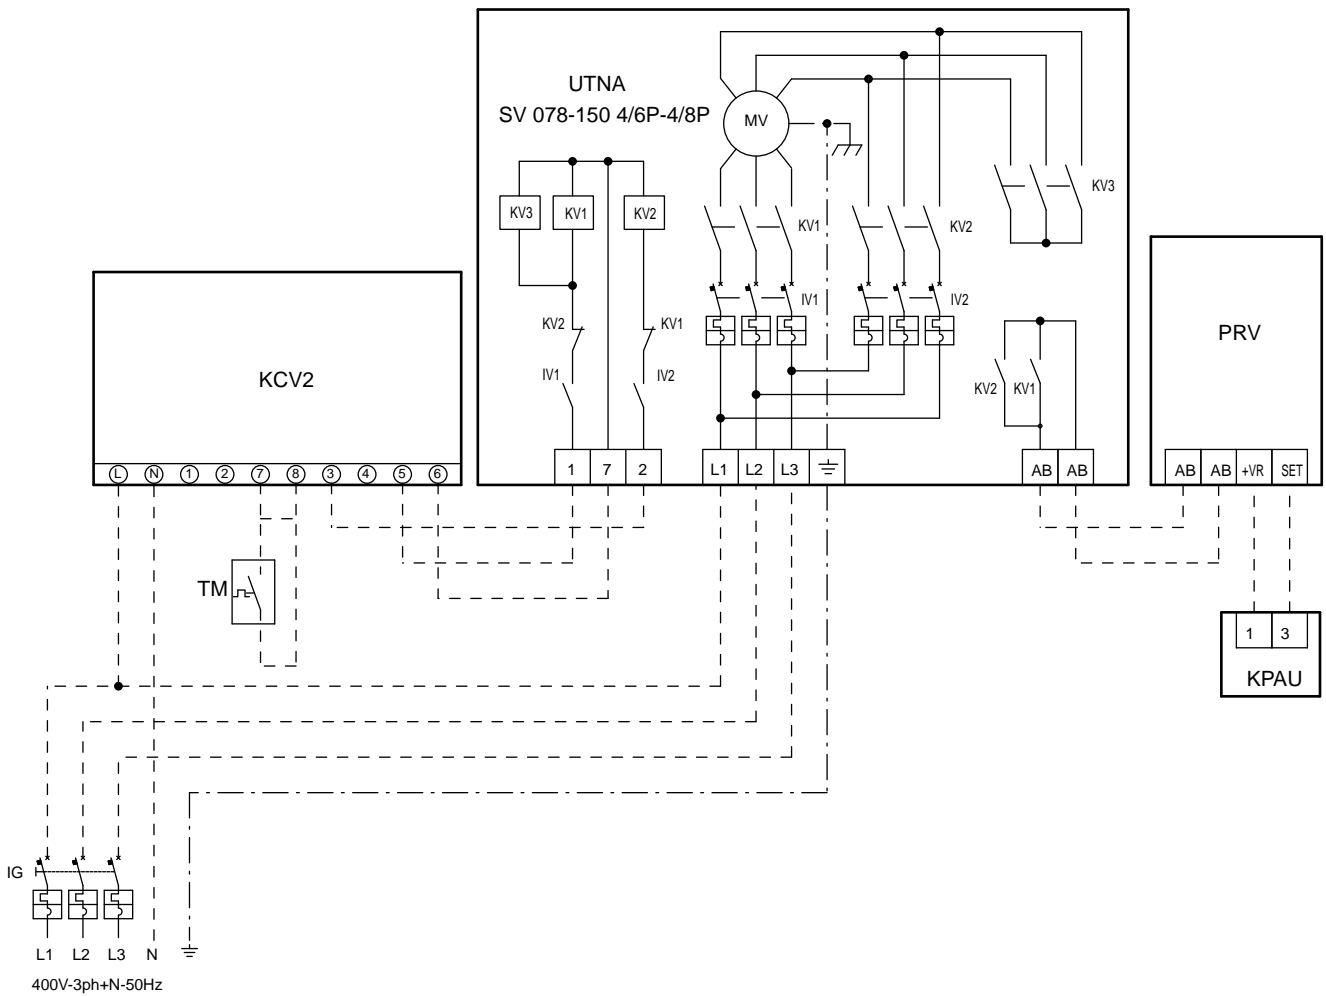 UTNA
SV 078-150 4/6P-4/8P
MV
KV3
KV3 KV1 KV2
KV1
KV2
IV1
IV2
KV2 KV1
IV1 IV2
KV2 KV1
KCV2
PRV
L N 1 2 7 8 3 4 5 6
1 7 2
L1 L2 L3
AB AB
AB AB +VR SET
TM
1 3
KPAU
IG
L1 L2 L3 N
400V-3ph+N-50Hz